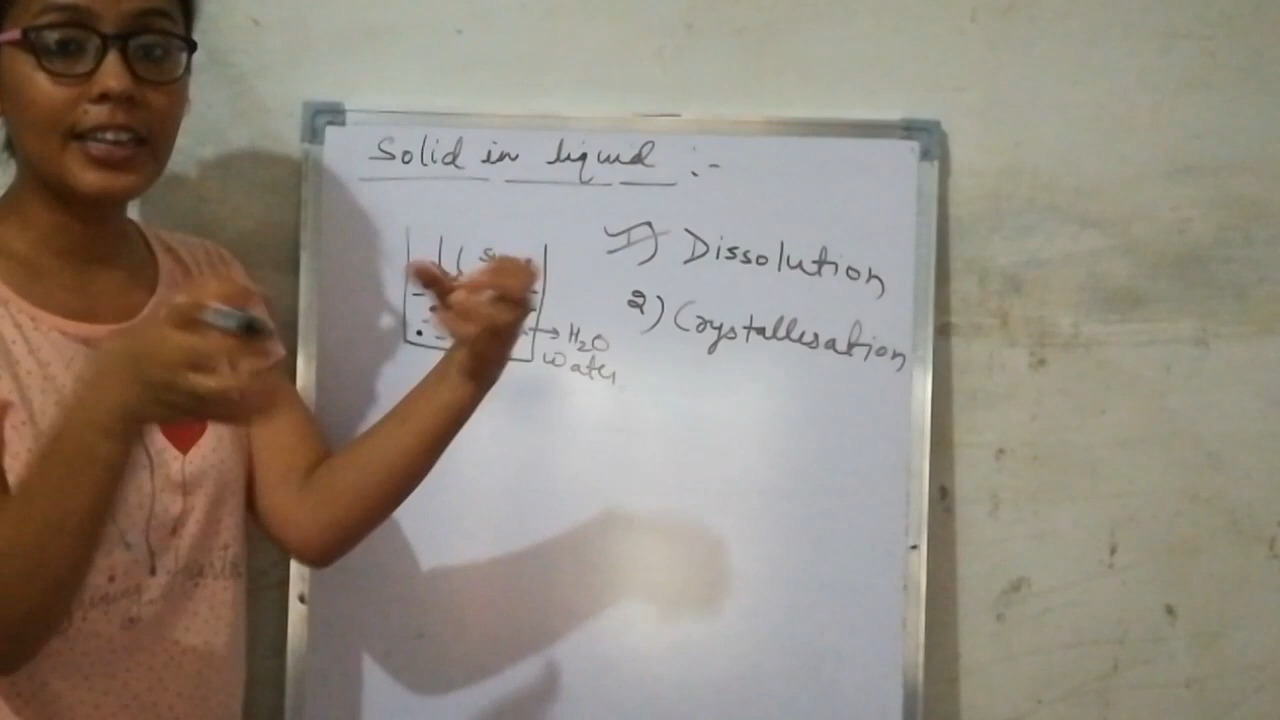 Solid in liquid :-
1) Dissolution
2) Crystallisation
H2O
Water